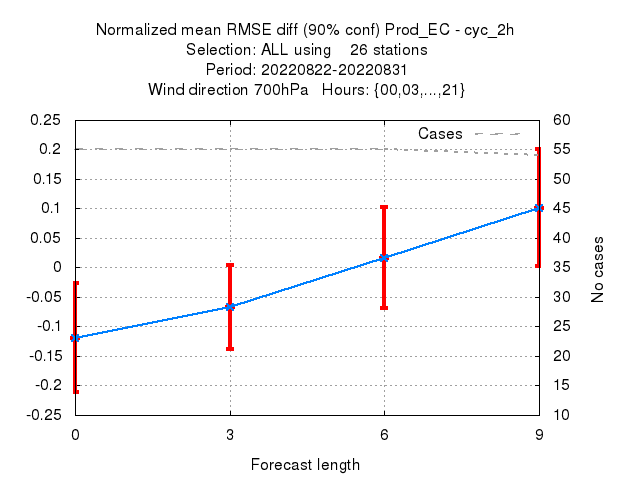 Normalized mean RMSE diff (90% conf) Prod_EC - cyc_2h
Selection: ALL using    26 stations
Period: 20220822-20220831
Wind direction 700hPa   Hours: {00,03,...,21}
Cases
0.25
0.2
0.15
0.1
0.05
0
-0.05
-0.1
-0.15
-0.2
-0.25
60
55
50
45
40
35
30
25
20
15
10
No cases
0 3 6 9
Forecast length